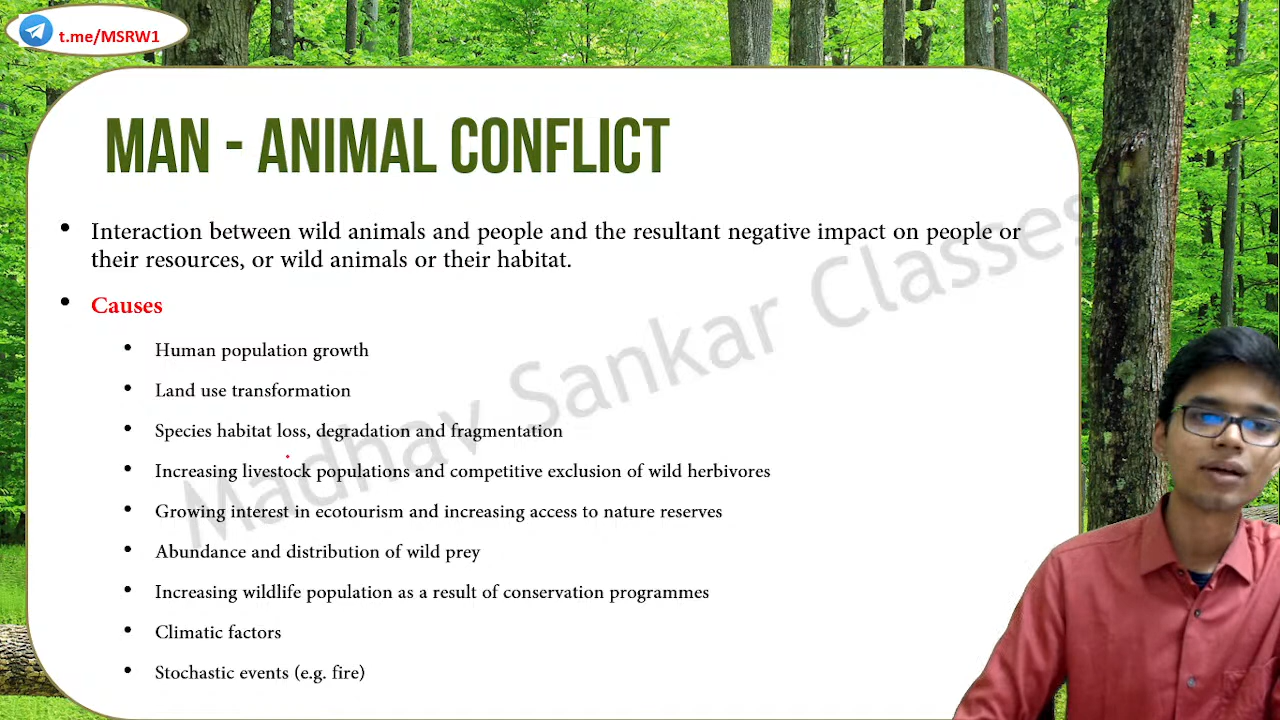 t.me/MSRW1
MAN - ANIMAL CONFLICT
• Interaction between wild animals and people and the resultant negative impact on people or
their resources, or wild animals or their habitat.
• Causes
• Human population growth
• Land use transformation
• Species habitat loss, degradation and fragmentation
• Increasing livestock populations and competitive exclusion of wild herbivores
• Growing interest in ecotourism and increasing access to nature reserves
• Abundance and distribution of wild prey
• Increasing wildlife population as a result of conservation programmes
• Climatic factors
• Stochastic events (e.g. fire)
Madhav Sankar Classes